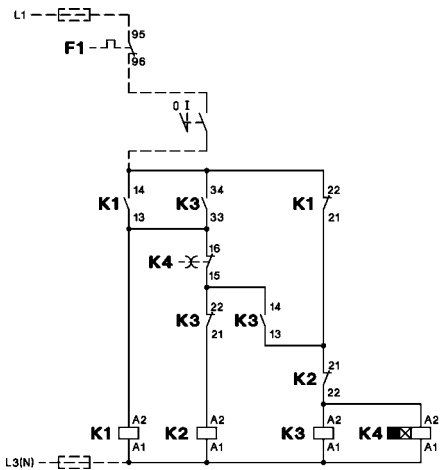 L1
95
F1
96
0 I
14 34 22
K1 K3 K1
13 33 21
16
K4
15
22 14
K3 K3
21 13
21
K2
22
A2 A2 A2 A2
K1 K2 K3 K4
A1 A1 A1 A1
L3(N)